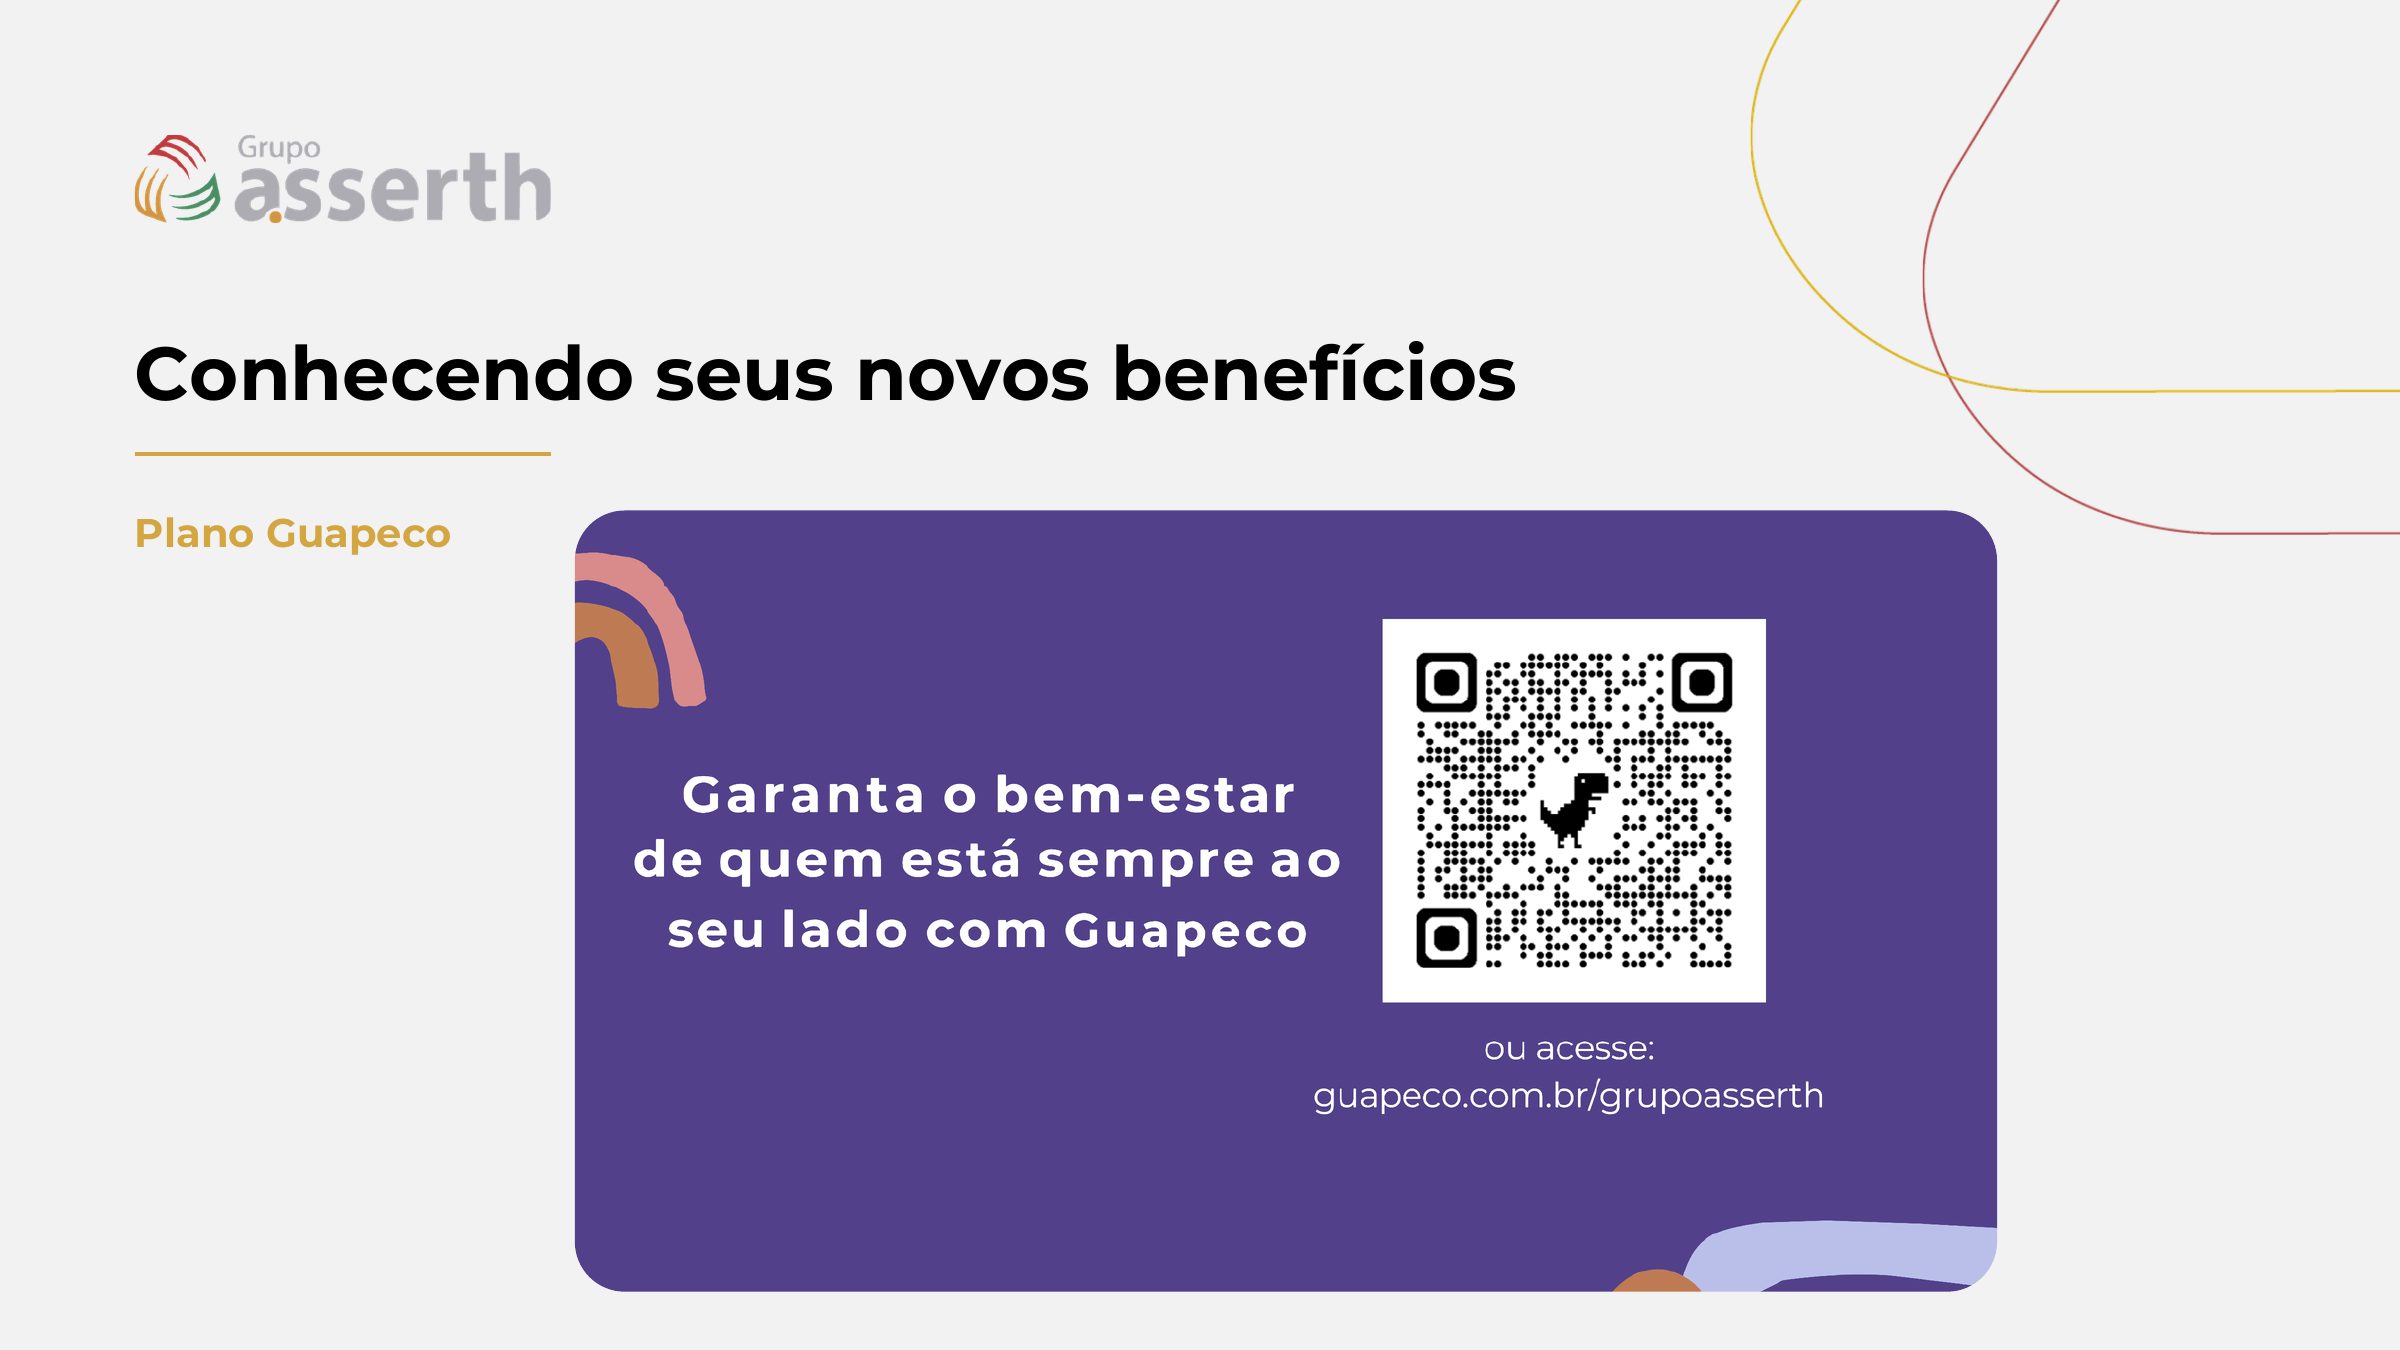 Grupo
asserth
Conhecendo seus novos benefícios
Plano Guapeco
Garanta o bem-estar
de quem está sempre ao
seu lado com Guapeco
ou acesse:
guapeco.com.br/grupoasserth